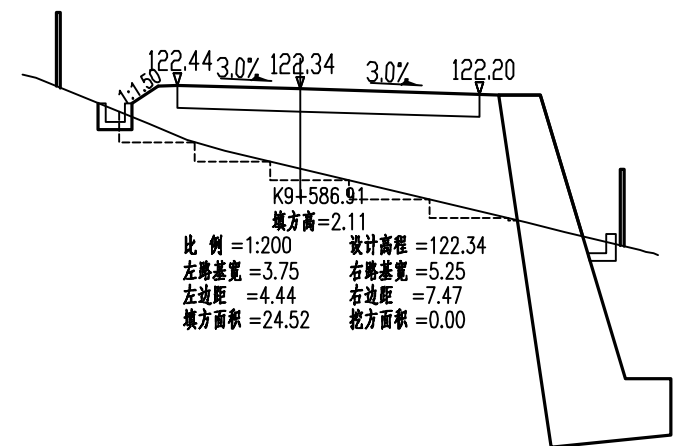 122.44 3.0% 122.34 3.0% 122.20
1:1.50
K9+586.91
填方高=2.11
比 例 =1:200 设计高程 =122.34
左路基宽 =3.75 右路基宽 =5.25
左边距 =4.44 右边距 =7.47
填方面积 =24.52 挖方面积 =0.00